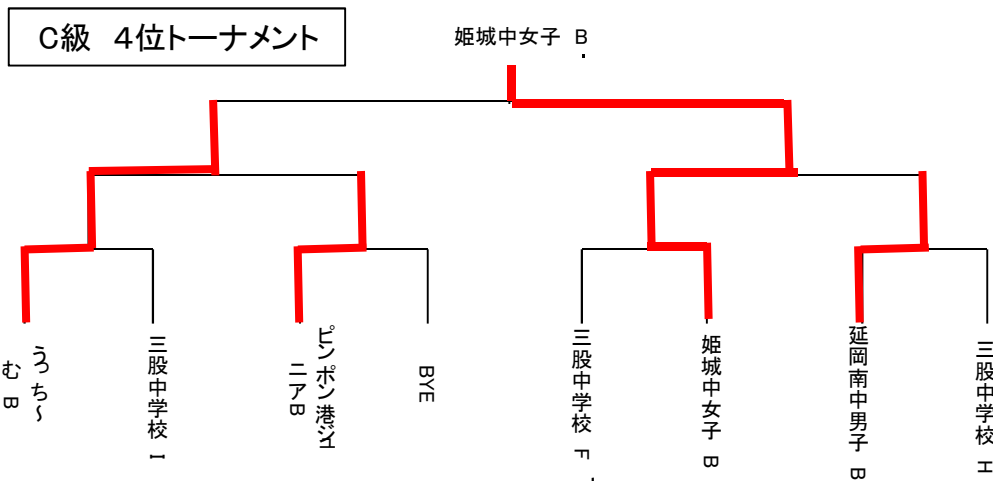 C級 4位トーナメント
姫城中女子 B
うっち～
む B
三股中学校 I
ピンポン港ジュ
ニアB
BYE
三股中学校 F
姫城中女子 B
延岡南中男子 B
三股中学校 H